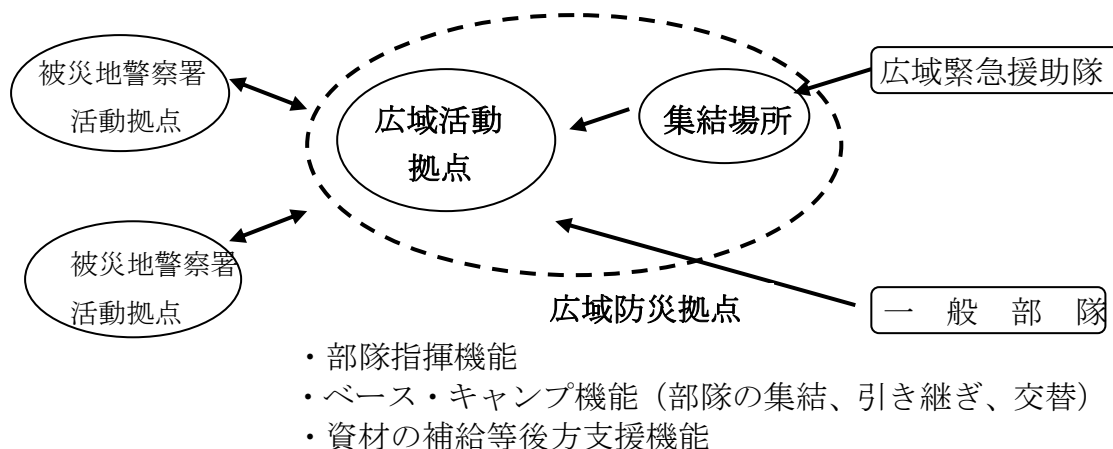 被災地警察署
活動拠点
広域活動
拠点
集結場所
広域緊急援助隊
被災地警察署
活動拠点
広域防災拠点
一　般　部　隊
・部隊指揮機能
・ベース・キャンプ機能（部隊の集結、引き継ぎ、交替）
・資材の補給等後方支援機能